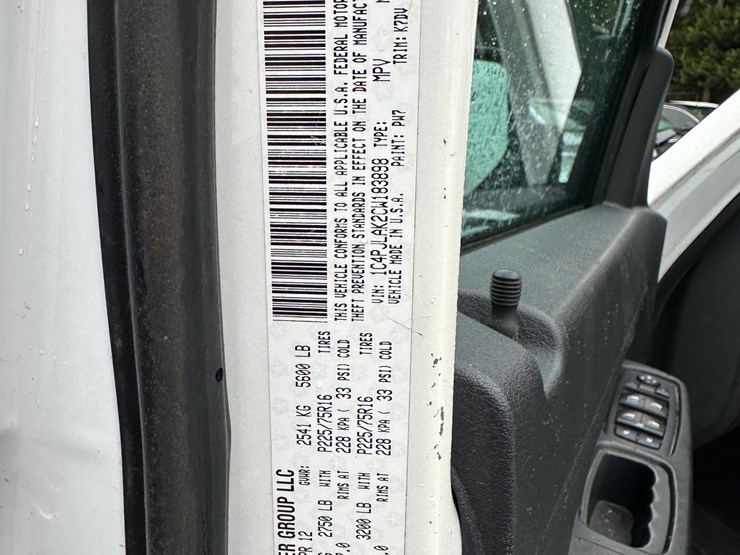 ER GROUP LLC
PR 12 GVWR: 2541 KG 5600 LB
2750 LB WITH P225/75R16 TIRES
RIMS AT 228 KPA ( 33 PSI) COLD
3200 LB WITH P225/75R16 TIRES
RIMS AT 228 KPA ( 33 PSI) COLD
THIS VEHICLE CONFORMS TO ALL APPLICABLE U.S.A. FEDERAL MOTOR
THEFT PREVENTION STANDARDS IN EFFECT ON THE DATE OF MANUFAC
VIN: 1C4PJLAK2CW183898 TYPE: MPV
VEHICLE MADE IN U.S.A. PAINT: PW7 TRIM: K7DV